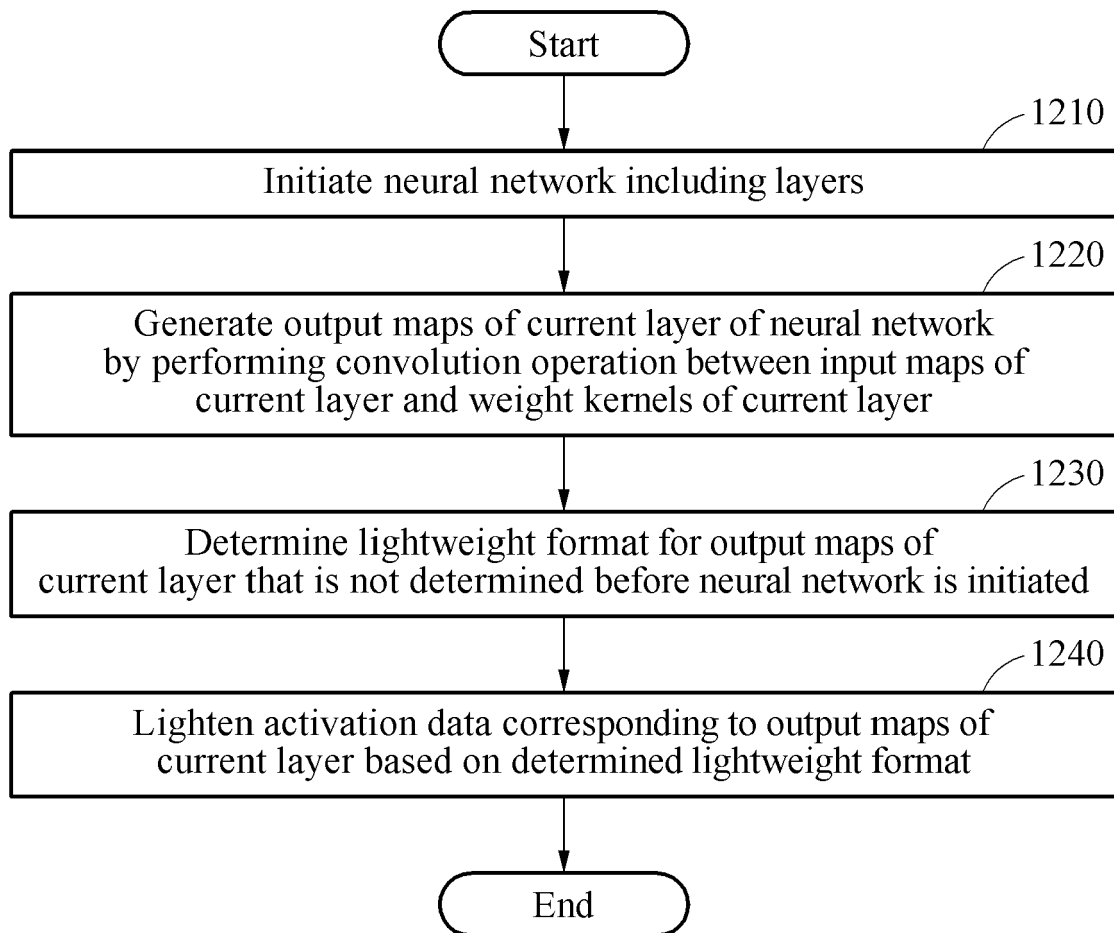 Start
1210
Initiate neural network including layers
1220
Generate output maps of current layer of neural network
by performing convolution operation between input maps of
current layer and weight kernels of current layer
1230
Determine lightweight format for output maps of
current layer that is not determined before neural network is initiated
1240
Lighten activation data corresponding to output maps of
current layer based on determined lightweight format
End